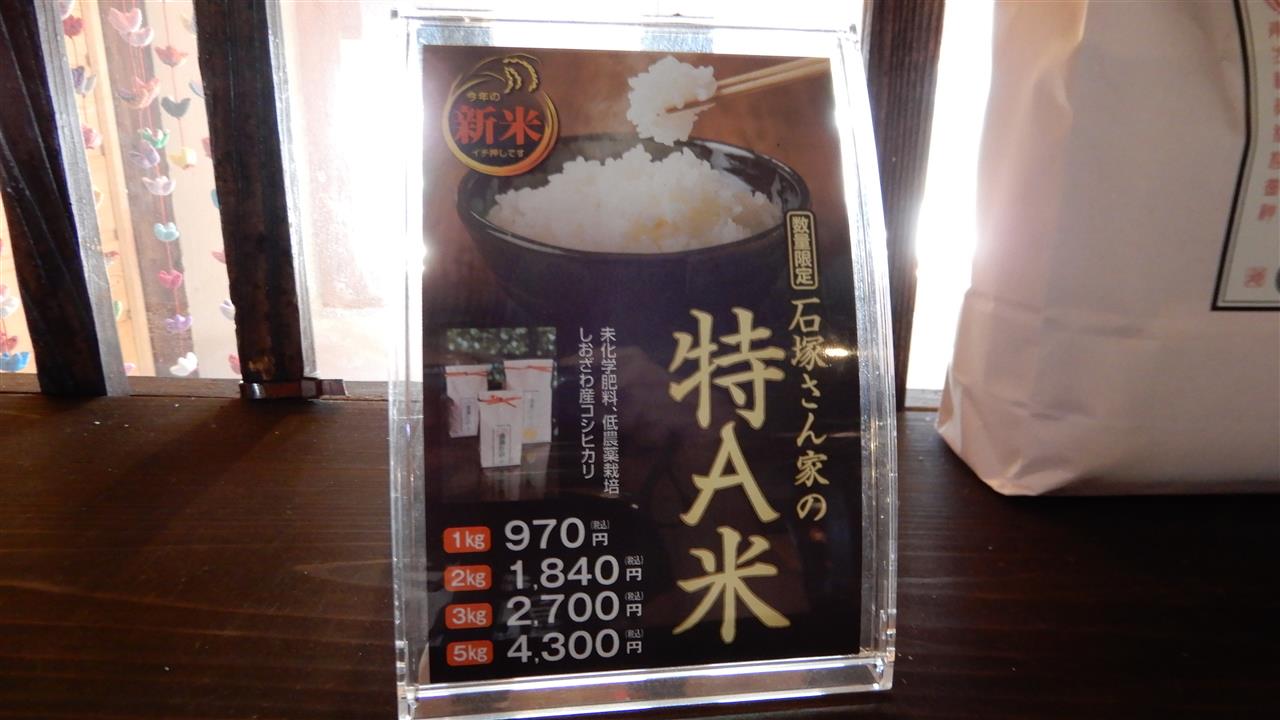 今年の
新米
イチ押しです
数量限定
石塚さん家の
特A米
未化学肥料、低農薬栽培
しおざわ産コシヒカリ
1kg 970円(税込)
2kg 1,840円(税込)
3kg 2,700円(税込)
5kg 4,300円(税込)